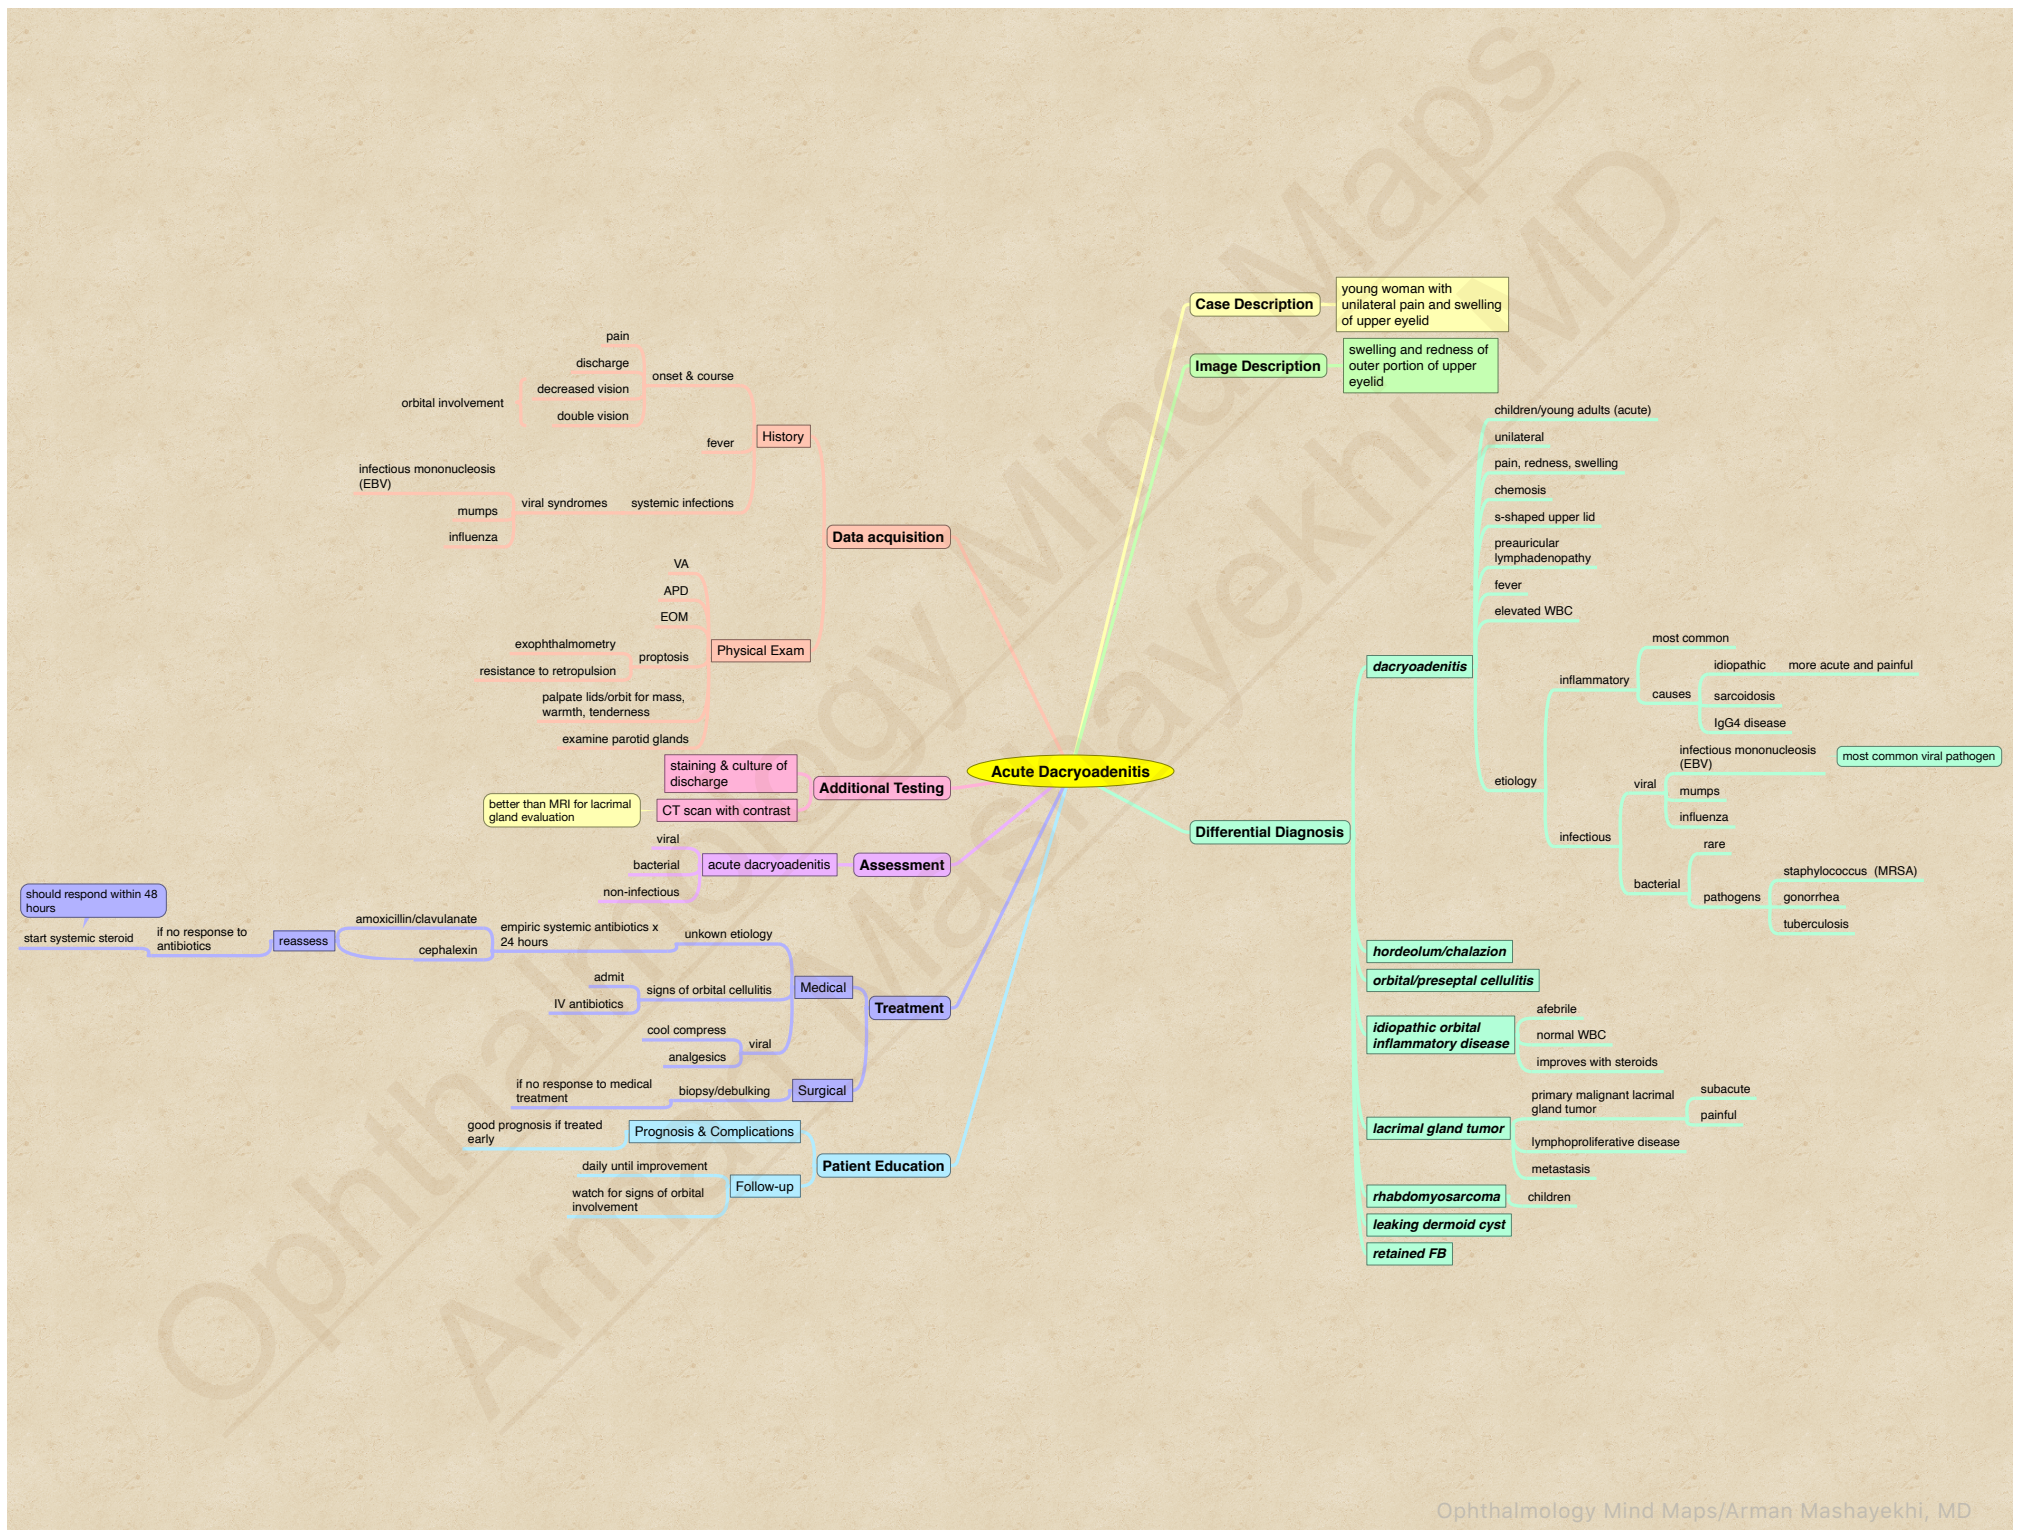 Acute Dacryoadenitis
Case Description
young woman with
unilateral pain and swelling
of upper eyelid
Image Description
swelling and redness of
outer portion of upper
eyelid
Differential Diagnosis
dacryoadenitis
children/young adults (acute)
unilateral
pain, redness, swelling
chemosis
s-shaped upper lid
preauricular
lymphadenopathy
fever
elevated WBC
etiology
inflammatory
most common
causes
idiopathic
more acute and painful
sarcoidosis
IgG4 disease
infectious
viral
infectious mononucleosis
(EBV)
most common viral pathogen
mumps
influenza
bacterial
rare
pathogens
staphylococcus (MRSA)
gonorrhea
tuberculosis
hordeolum/chalazion
orbital/preseptal cellulitis
idiopathic orbital
inflammatory disease
afebrile
normal WBC
improves with steroids
lacrimal gland tumor
primary malignant lacrimal
gland tumor
subacute
painful
lymphoproliferative disease
metastasis
rhabdomyosarcoma
children
leaking dermoid cyst
retained FB
Data acquisition
History
onset & course
pain
discharge
decreased vision
double vision
orbital involvement
fever
systemic infections
viral syndromes
infectious mononucleosis
(EBV)
mumps
influenza
Physical Exam
VA
APD
EOM
proptosis
exophthalmometry
resistance to retropulsion
palpate lids/orbit for mass,
warmth, tenderness
examine parotid glands
Additional Testing
staining & culture of
discharge
CT scan with contrast
better than MRI for lacrimal
gland evaluation
Assessment
acute dacryoadenitis
viral
bacterial
non-infectious
Treatment
Medical
unkown etiology
empiric systemic antibiotics x
24 hours
amoxicillin/clavulanate
cephalexin
reassess
if no response to
antibiotics
start systemic steroid
should respond within 48
hours
signs of orbital cellulitis
admit
IV antibiotics
viral
cool compress
analgesics
Surgical
biopsy/debulking
if no response to medical
treatment
Patient Education
Prognosis & Complications
good prognosis if treated
early
Follow-up
daily until improvement
watch for signs of orbital
involvement
Ophthalmology Mind Maps
Arman Mashayekhi MD
Ophthalmology Mind Maps/Arman Mashayekhi, MD